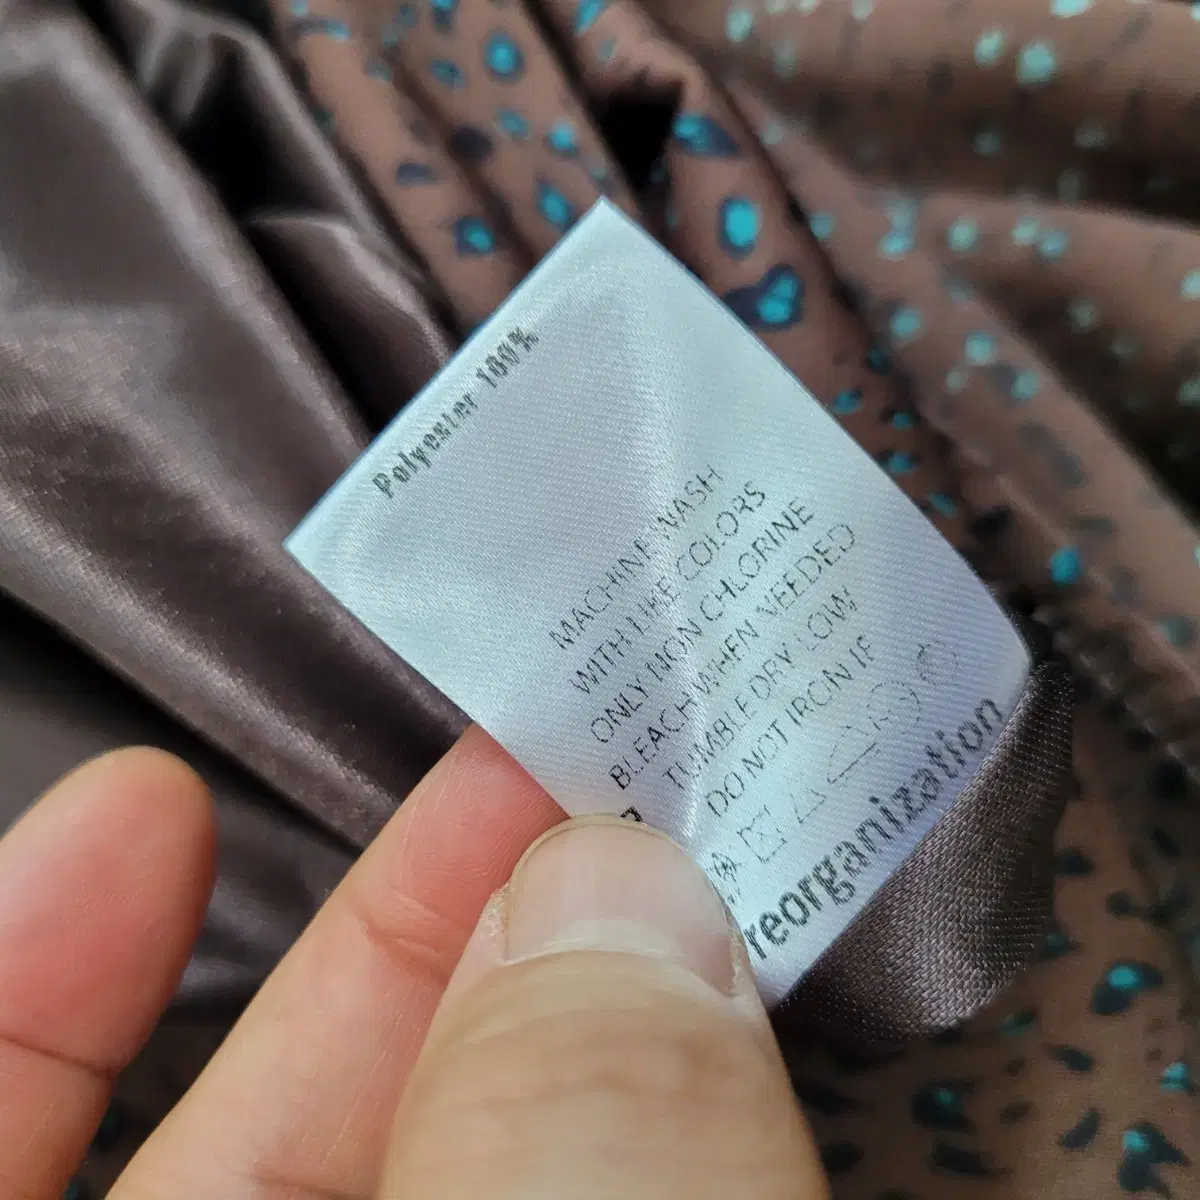 Polyester 100%
MACHINE WASH
WITH LIKE COLORS
ONLY NON CHLORINE
BLEACH WHEN NEEDED
TUMBLE DRY LOW
DO NOT IRON IF
reorganization